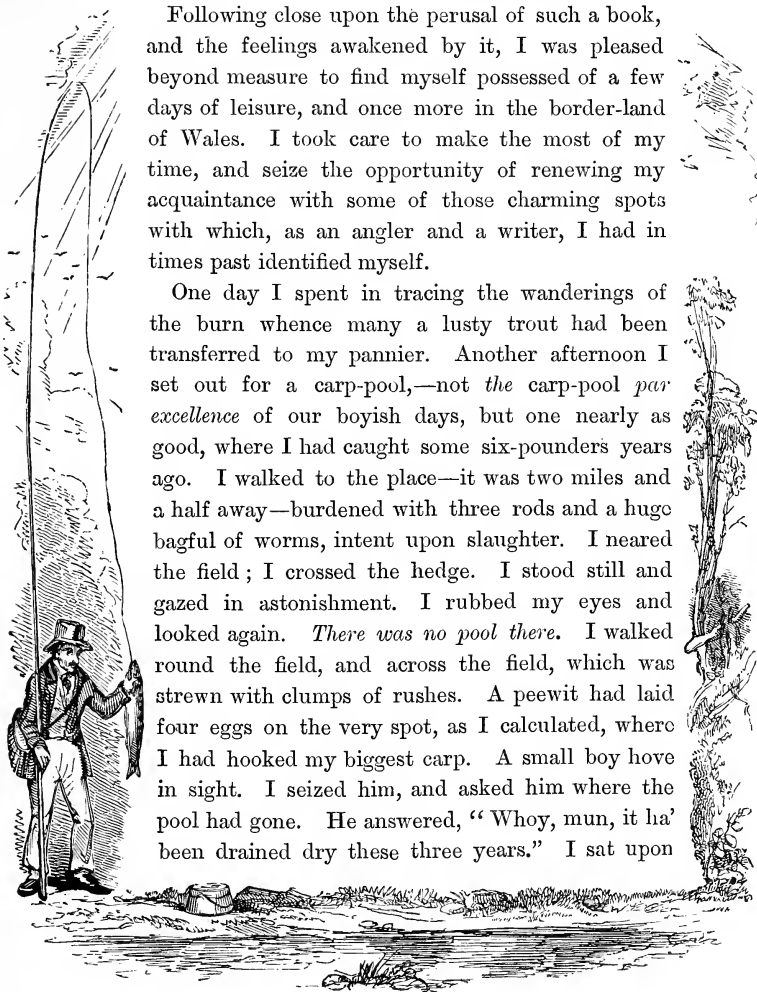 Following close upon the perusal of such a book,
and the feelings awakened by it, I was pleased
beyond measure to find myself possessed of a few
days of leisure, and once more in the border-land
of Wales. I took care to make the most of my
time, and seize the opportunity of renewing my
acquaintance with some of those charming spots
with which, as an angler and a writer, I had in
times past identified myself.
One day I spent in tracing the wanderings of
the burn whence many a lusty trout had been
transferred to my pannier. Another afternoon I
set out for a carp-pool,—not the carp-pool par
excellence of our boyish days, but one nearly as
good, where I had caught some six-pounders years
ago. I walked to the place—it was two miles and
a half away—burdened with three rods and a huge
bagful of worms, intent upon slaughter. I neared
the field; I crossed the hedge. I stood still and
gazed in astonishment. I rubbed my eyes and
looked again. There was no pool there. I walked
round the field, and across the field, which was
strewn with clumps of rushes. A peewit had laid
four eggs on the very spot, as I calculated, where
I had hooked my biggest carp. A small boy hove
in sight. I seized him, and asked him where the
pool had gone. He answered, “Whoy, mun, it ha’
been drained dry these three years.” I sat upon